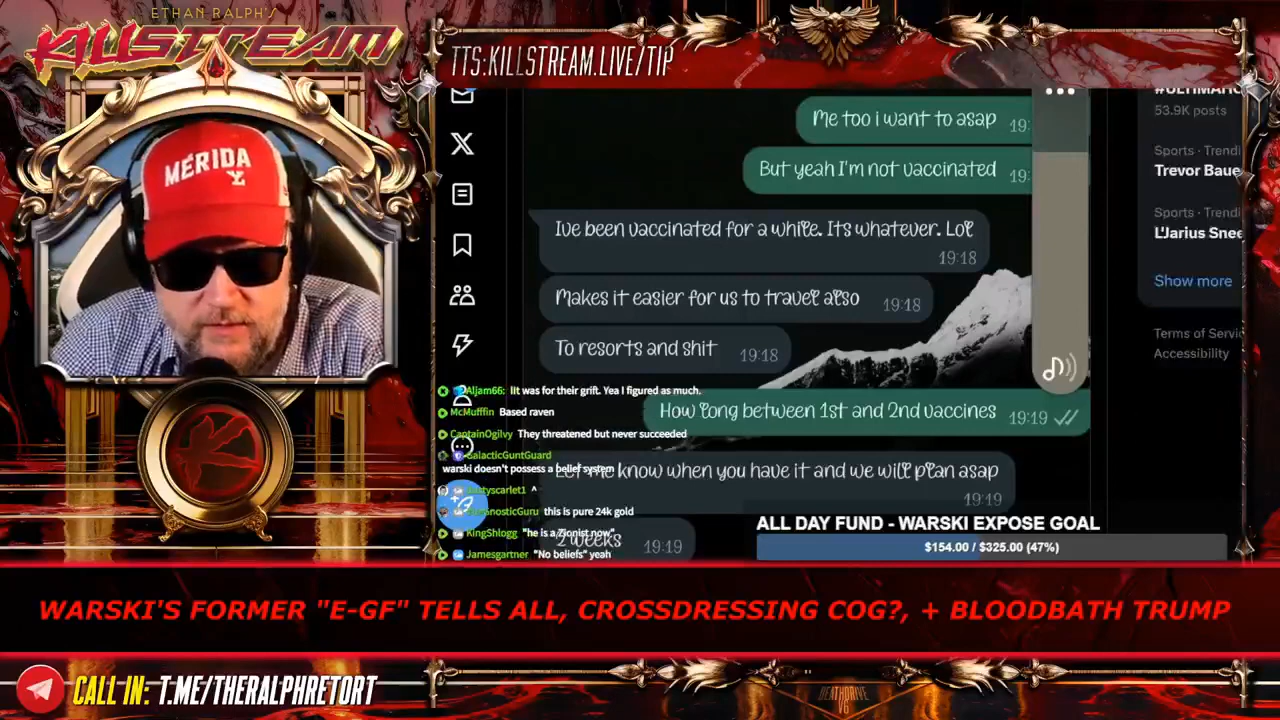 ETHAN RALPH'S
KILLSTREAM
TTS:KILLSTREAM.LIVE/TIP
MÉRIDA
Y
Me too i want to asap 19:
But yeah I'm not vaccinated 19:
Ive been vaccinated for a while. Its whatever. Lol
19:18
Makes it easier for us to travel also 19:18
To resorts and shit 19:18
How long between 1st and 2nd vaccines 19:19
Let me know when you have it and we will plan asap
19:19
2 weeks 19:19
53.9K posts
Sports · Trendi
Trevor Baue
Sports · Trendi
L'Jarius Snee
Show more
Terms of Servic
Accessibility
Aljam66: Iit was for their grift. Yea I figured as much.
McMuffin Based raven
CaptainOgilvy They threatened but never succeeded
GalacticGuntGuard
warski doesn't possess a belief system
^
this is pure 24k gold
KingShlogg "he is a Zionist now"
Jamesgartner "No beliefs" yeah
ALL DAY FUND - WARSKI EXPOSE GOAL
$154.00 / $325.00 (47%)
WARSKI'S FORMER "E-GF" TELLS ALL, CROSSDRESSING COG?, + BLOODBATH TRUMP
CALL IN: T.ME/THERALPHRETORT
DEATHDRIVE
V6